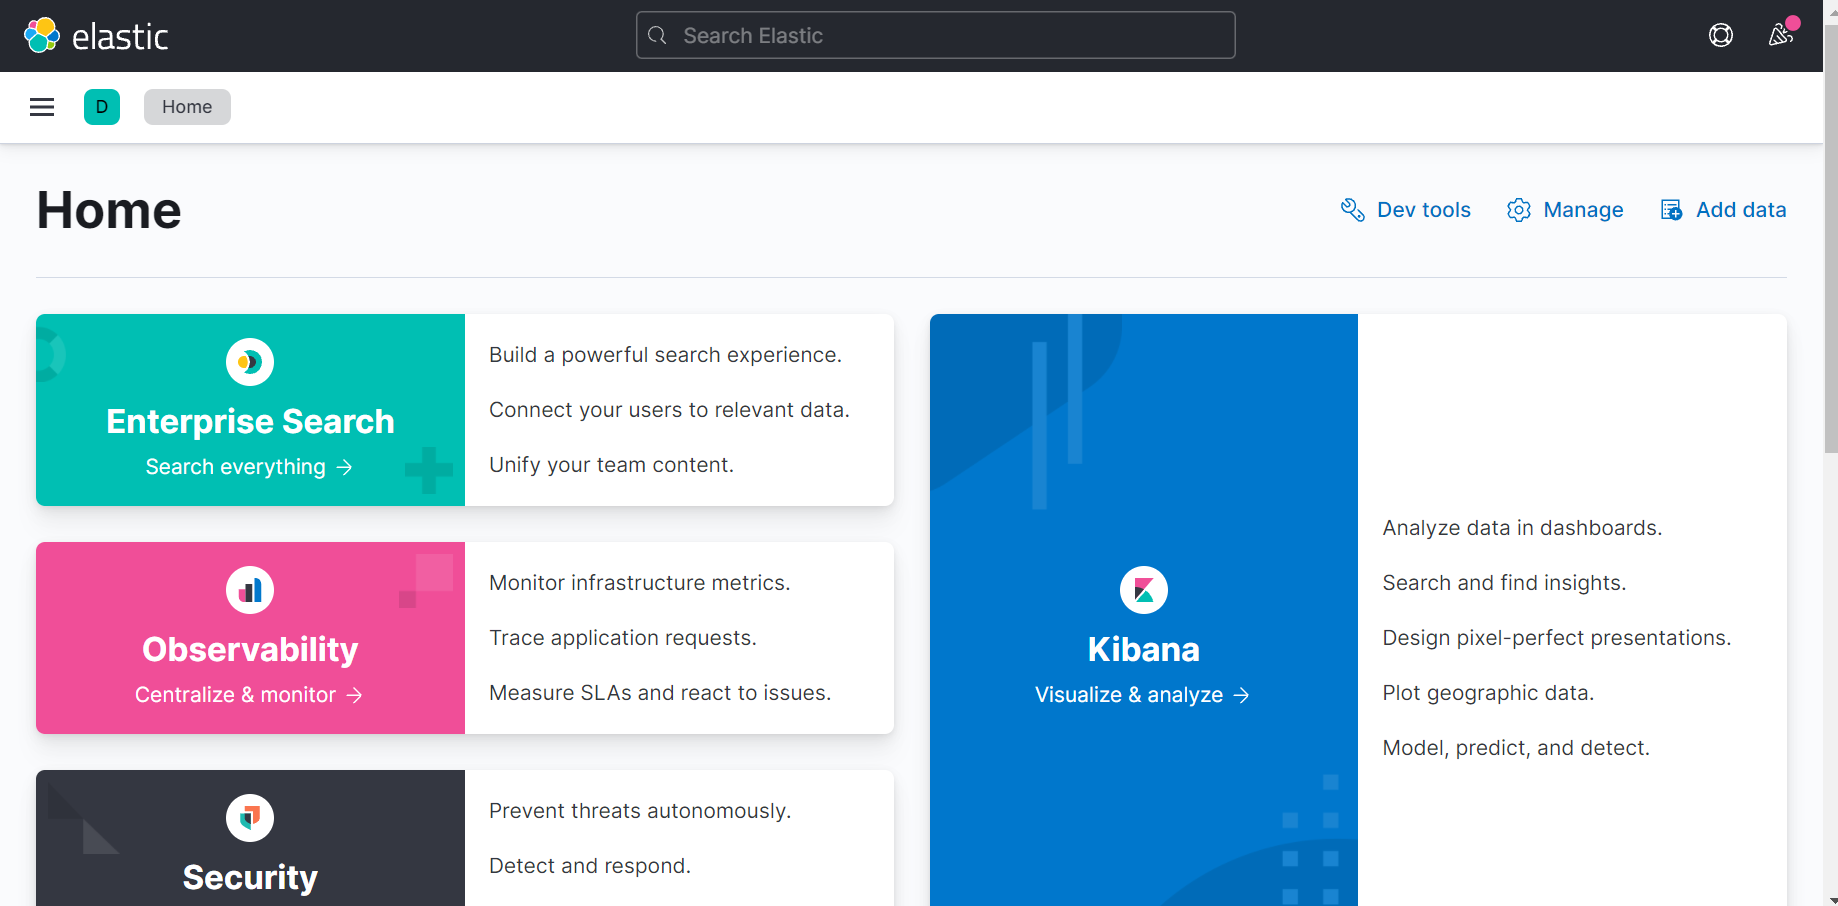 elastic
Search Elastic
D
Home
Home
Dev tools
Manage
Add data
Enterprise Search
Search everything
Build a powerful search experience.
Connect your users to relevant data.
Unify your team content.
Observability
Centralize & monitor
Monitor infrastructure metrics.
Trace application requests.
Measure SLAs and react to issues.
Security
Prevent threats autonomously.
Detect and respond.
Kibana
Visualize & analyze
Analyze data in dashboards.
Search and find insights.
Design pixel-perfect presentations.
Plot geographic data.
Model, predict, and detect.